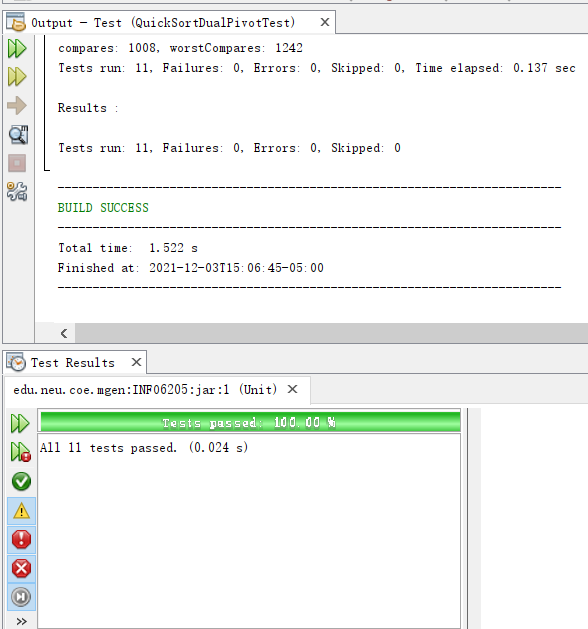 Output - Test (QuickSortDualPivotTest)
compares: 1008, worstCompares: 1242
Tests run: 11, Failures: 0, Errors: 0, Skipped: 0, Time elapsed: 0.137 sec
Results :
Tests run: 11, Failures: 0, Errors: 0, Skipped: 0
------------------------------------------------------------------------
BUILD SUCCESS
------------------------------------------------------------------------
Total time:  1.522 s
Finished at: 2021-12-03T15:06:45-05:00
------------------------------------------------------------------------
Test Results
edu.neu.coe.mgen:INFO6205:jar:1 (Unit)
Tests passed: 100.00 %
All 11 tests passed. (0.024 s)